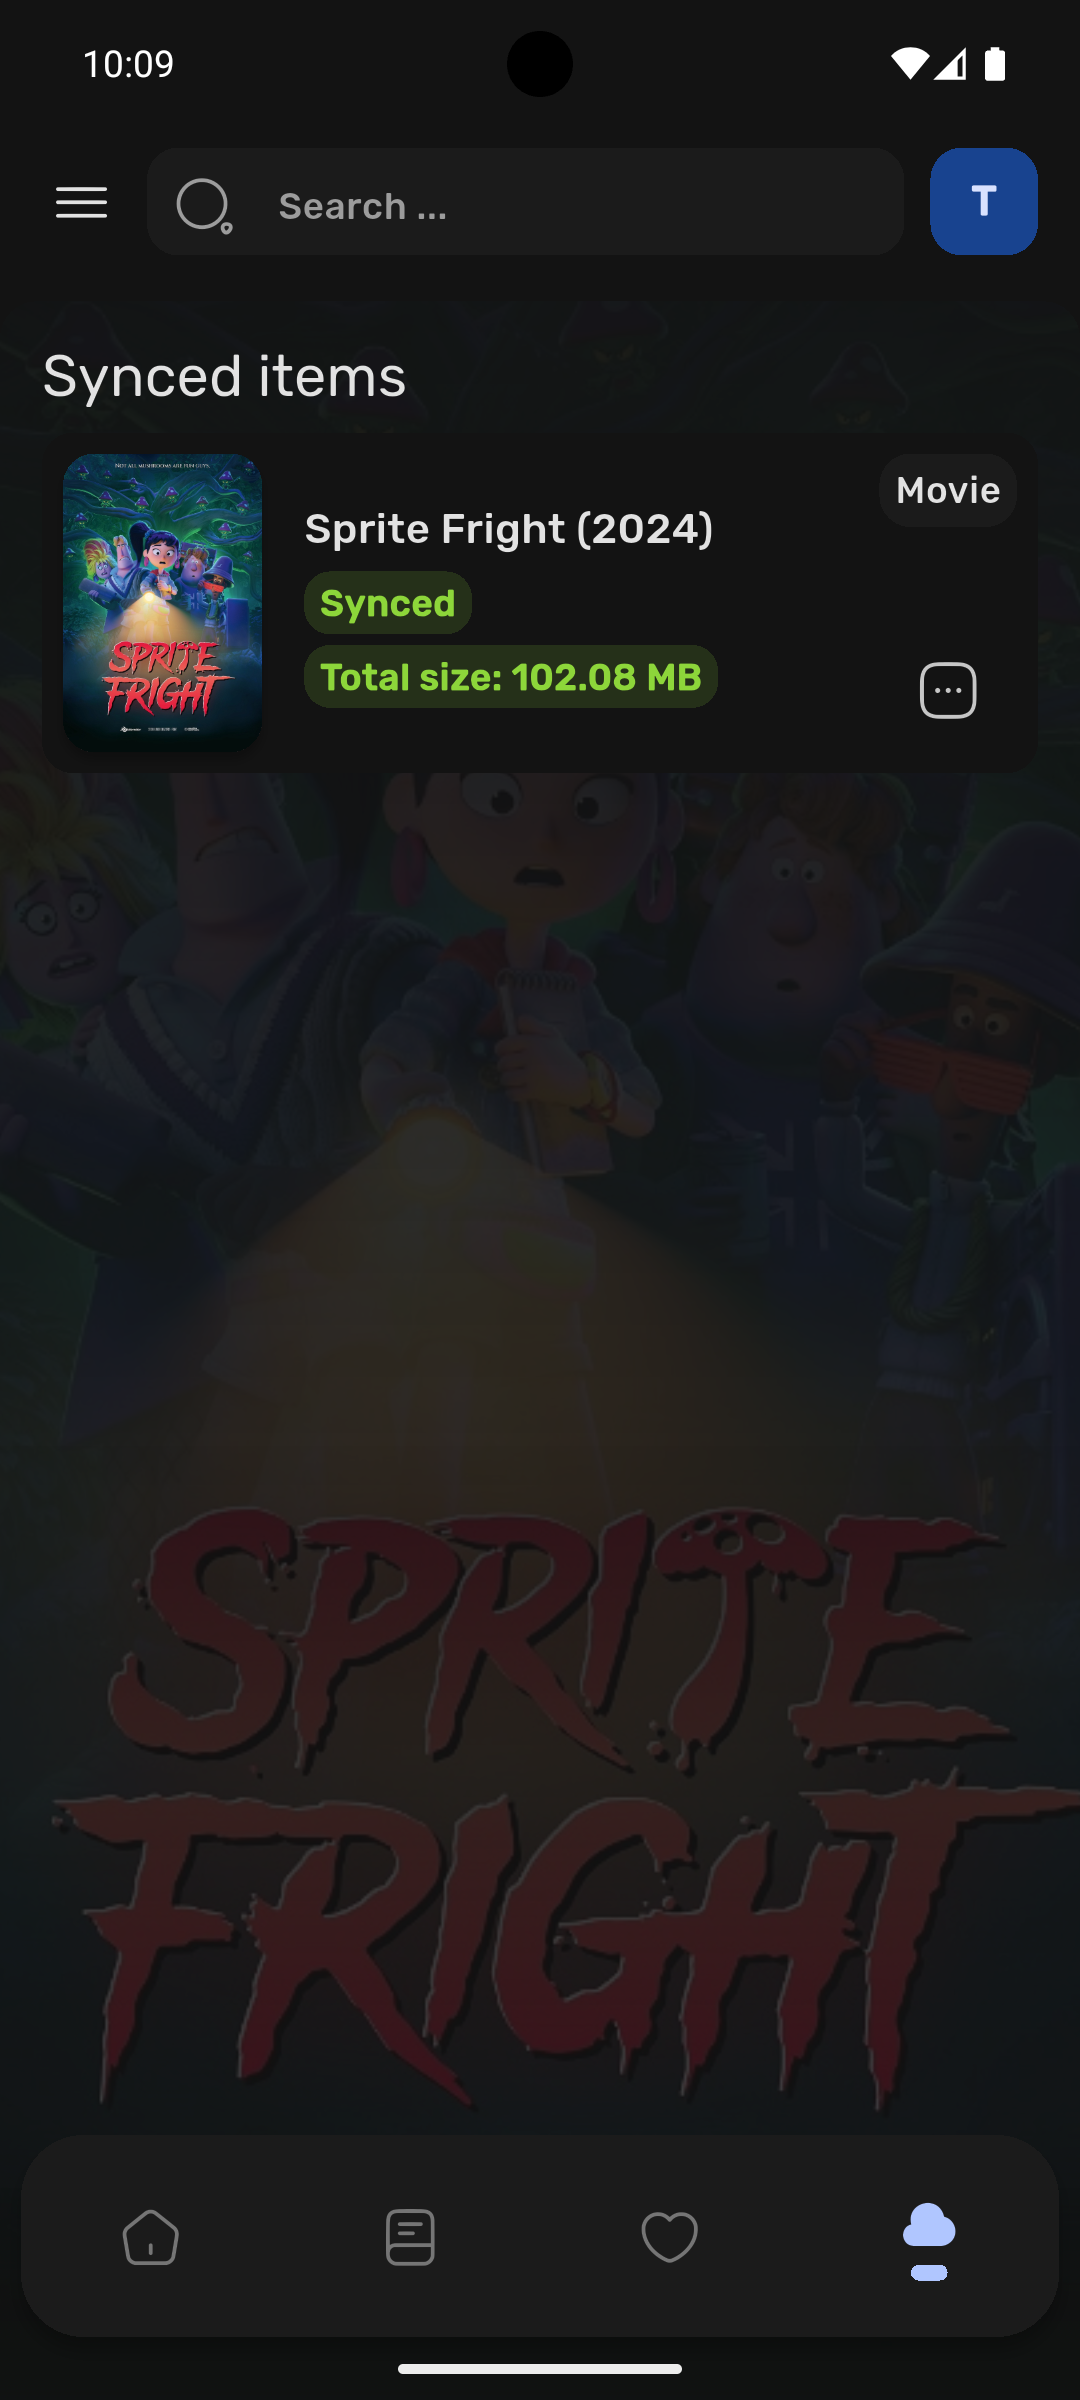 10:09
Search ...
T
Synced items
NOT ALL MUSHROOMS ARE FUN GUYS.
SPRITE
FRIGHT
Movie
Sprite Fright (2024)
Synced
Total size: 102.08 MB
SPRITE
FRIGHT